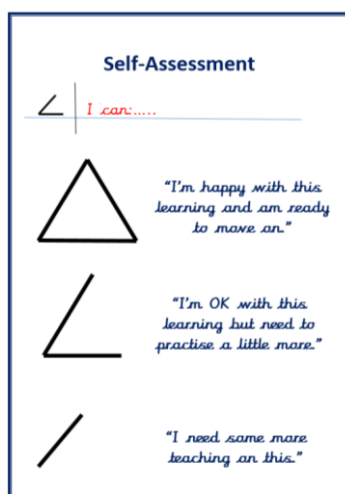 Self-Assessment
I can:.....
"I'm happy with this
learning and am ready
to move on."
"I'm OK with this
learning but need to
practise a little more."
"I need some more
teaching on this."